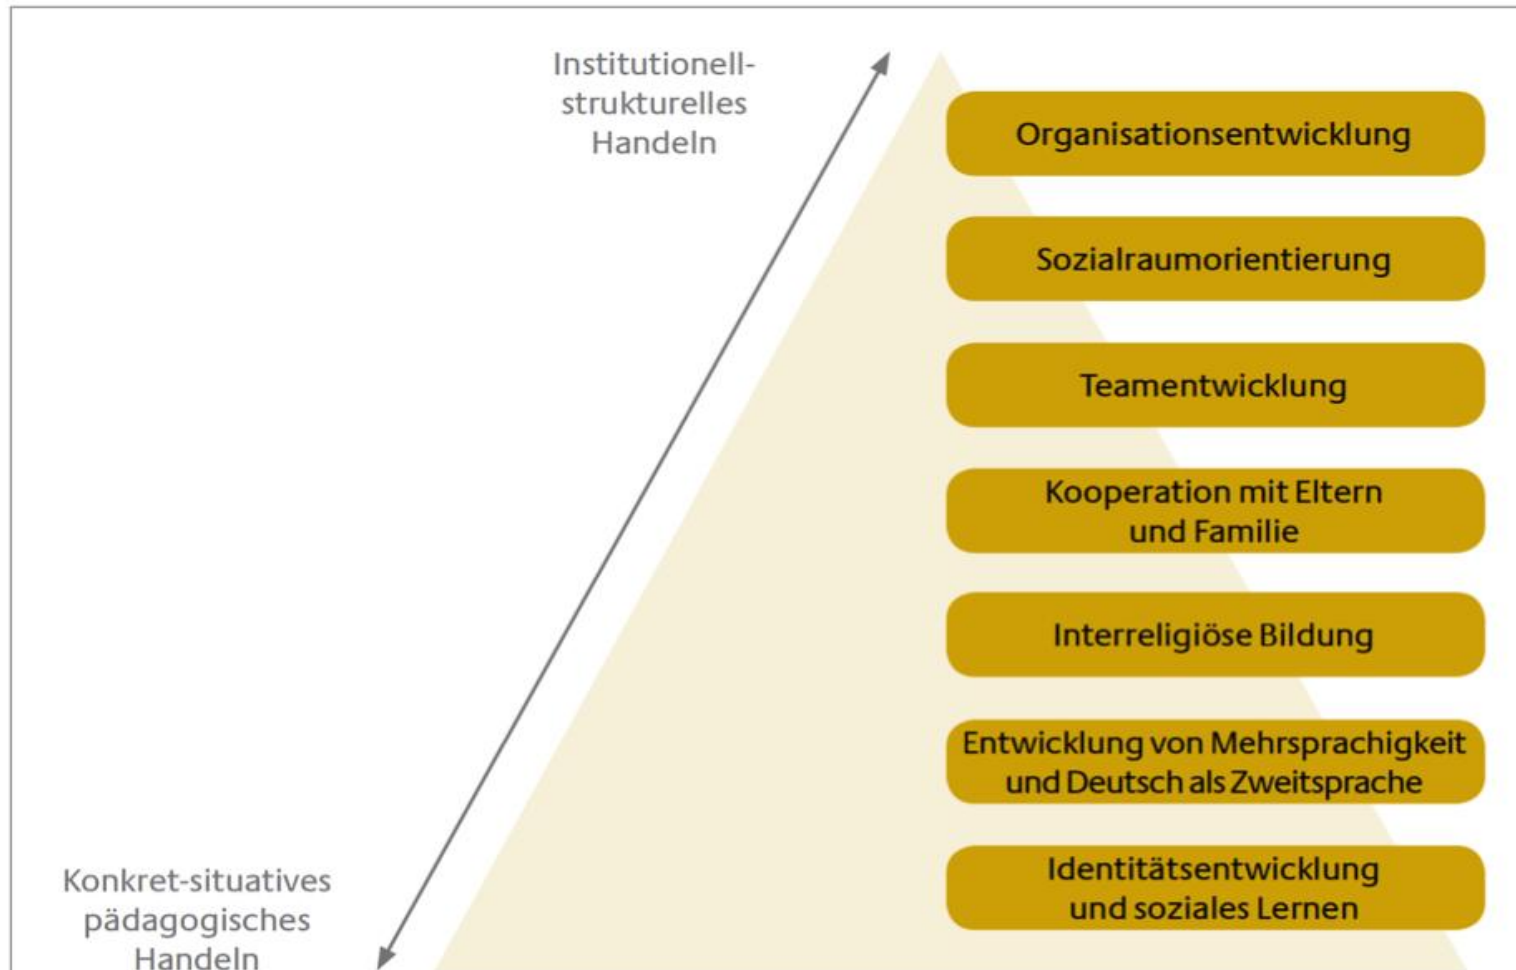 Institutionell-
strukturelles
Handeln
Organisationsentwicklung
Sozialraumorientierung
Teamentwicklung
Kooperation mit Eltern
und Familie
Interreligiöse Bildung
Entwicklung von Mehrsprachigkeit
und Deutsch als Zweitsprache
Identitätsentwicklung
und soziales Lernen
Konkret-situatives
pädagogisches
Handeln